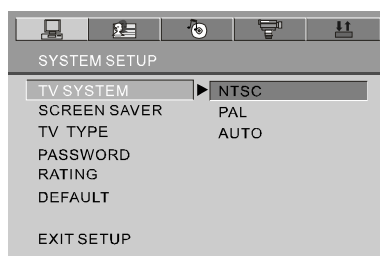 SYSTEM SETUP
TV SYSTEM NTSC
SCREEN SAVER PAL
TV TYPE AUTO
PASSWORD
RATING
DEFAULT
EXIT SETUP